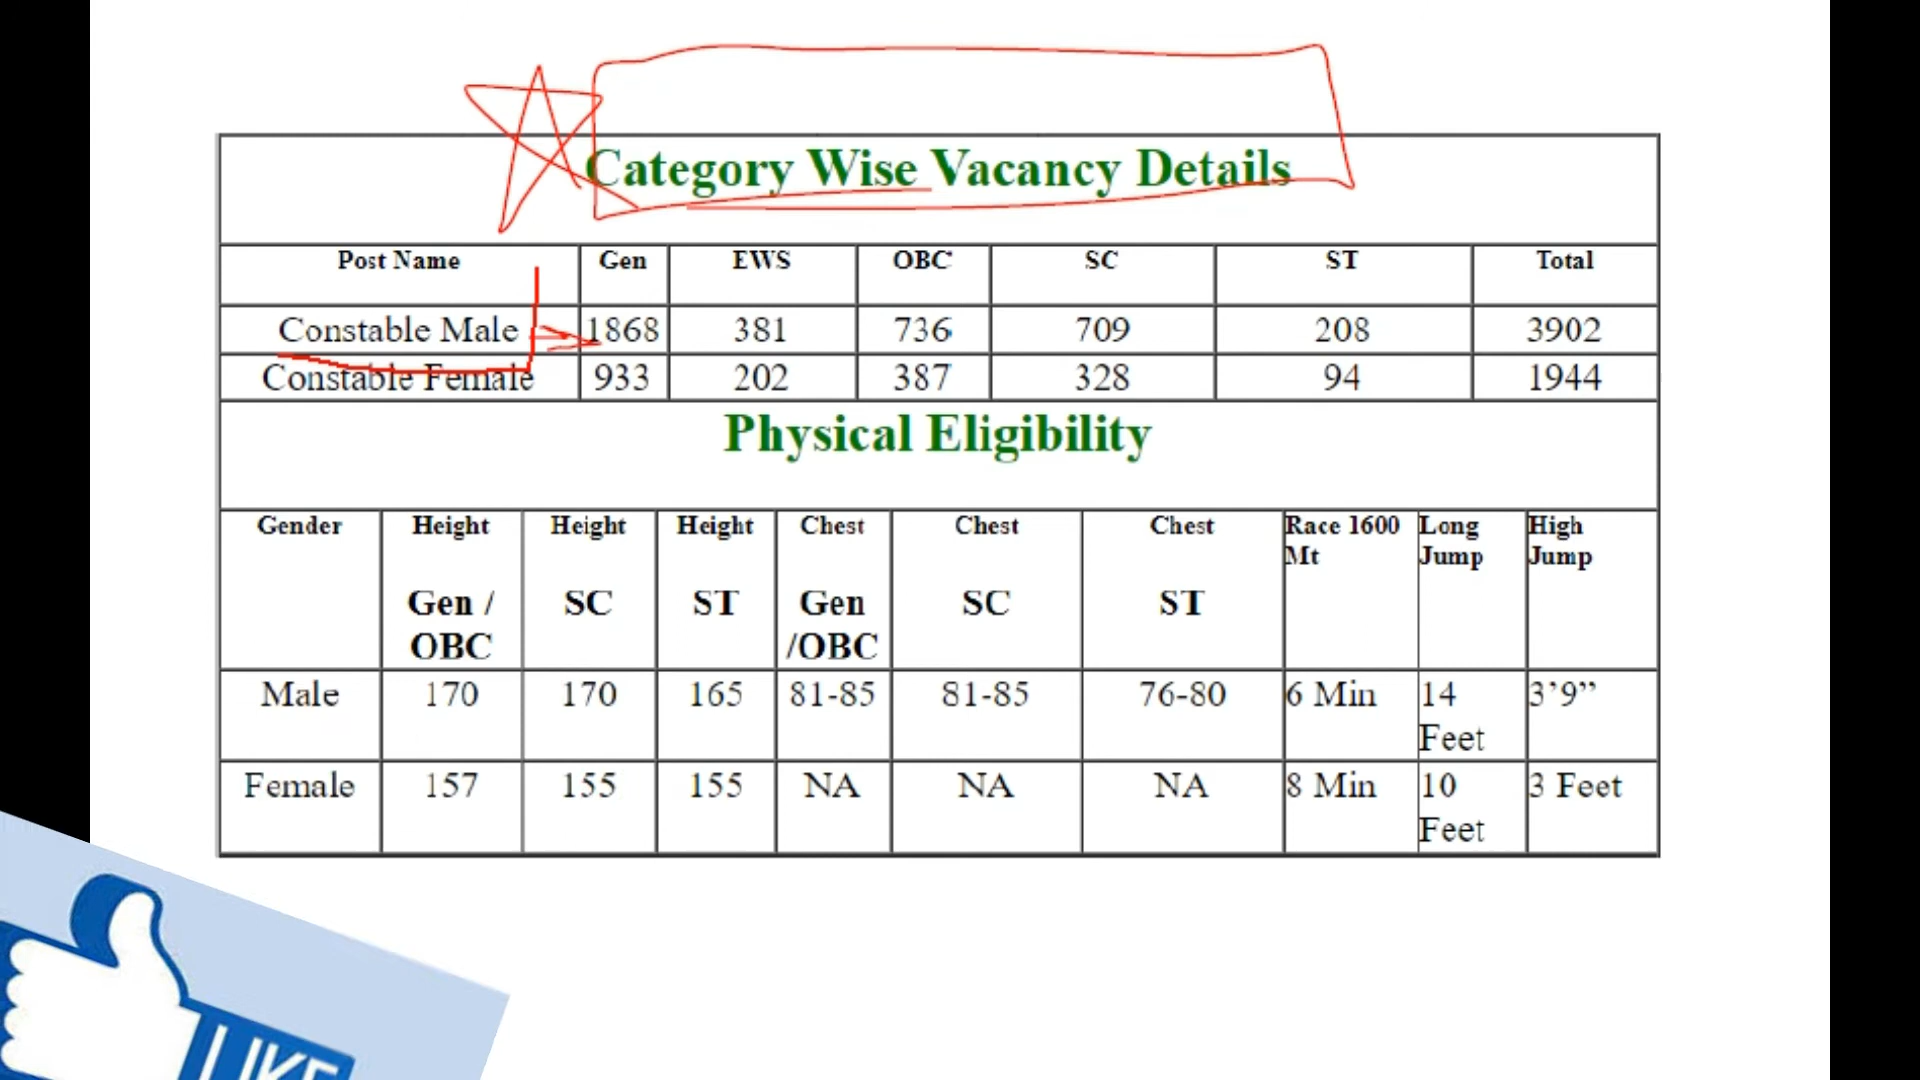 Category Wise Vacancy Details
Post Name Gen EWS OBC SC ST Total
Constable Male 1868 381 736 709 208 3902
Constable Female 933 202 387 328 94 1944
Physical Eligibility
Gender Height Height Height Chest Chest Chest Race 1600 Long High
Mt Jump Jump
Gen / SC ST Gen SC ST
OBC /OBC
Male 170 170 165 81-85 81-85 76-80 6 Min 14 3’9”
Feet
Female 157 155 155 NA NA NA 8 Min 10 3 Feet
Feet
LIKE